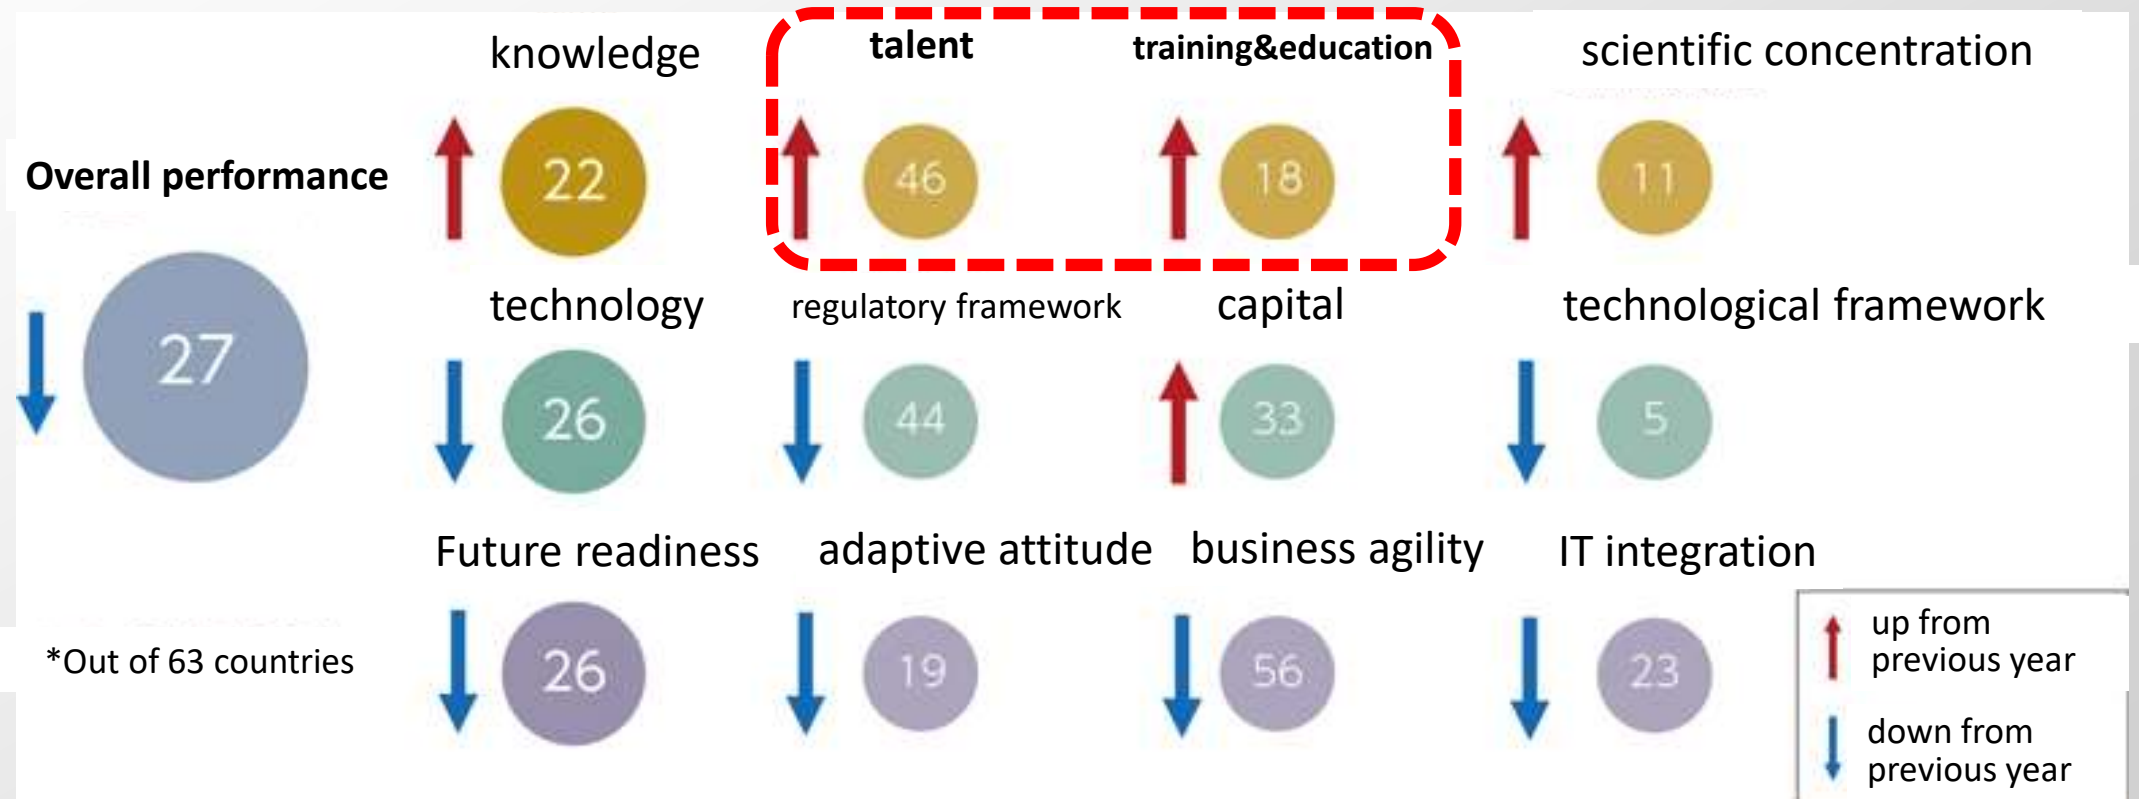 knowledge
talent
training&education
scientific concentration
22
46
18
11
Overall performance
27
technology
regulatory framework
capital
technological framework
26
44
33
5
Future readiness
adaptive attitude
business agility
IT integration
26
19
56
23
*Out of 63 countries
up from
previous year
down from
previous year